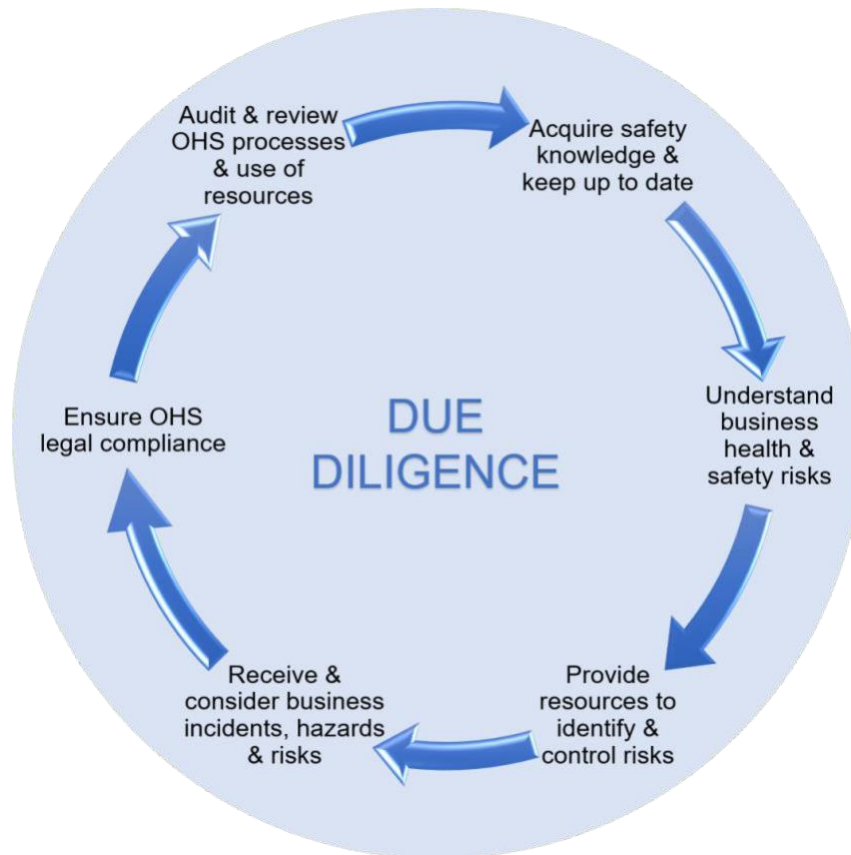 Audit & review
OHS processes
& use of
resources
Acquire safety
knowledge &
keep up to date
Understand
business
health &
safety risks
Provide
resources to
identify &
control risks
Receive &
consider business
incidents, hazards
& risks
Ensure OHS
legal compliance
DUE
DILIGENCE